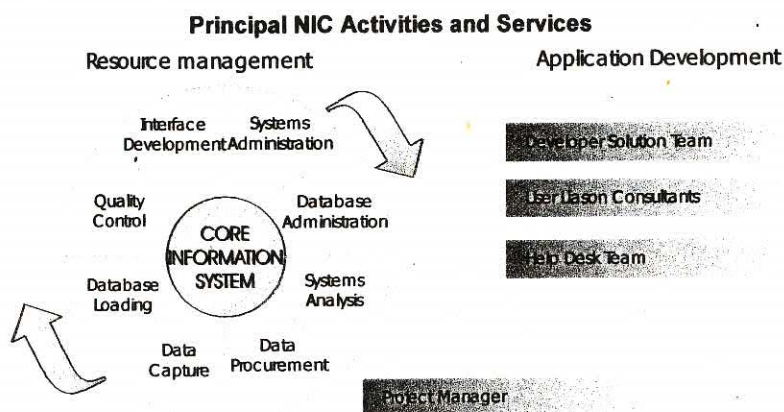 Principal NIC Activities and Services
Resource management
Application Development
Interface
Development
Systems
Administration
Quality
Control
Database
Administration
CORE
INFORMATION
SYSTEM
Database
Loading
Systems
Analysis
Data
Capture
Data
Procurement
Developer Solution Team
User Liason Consultants
Help Desk Team
Project Manager